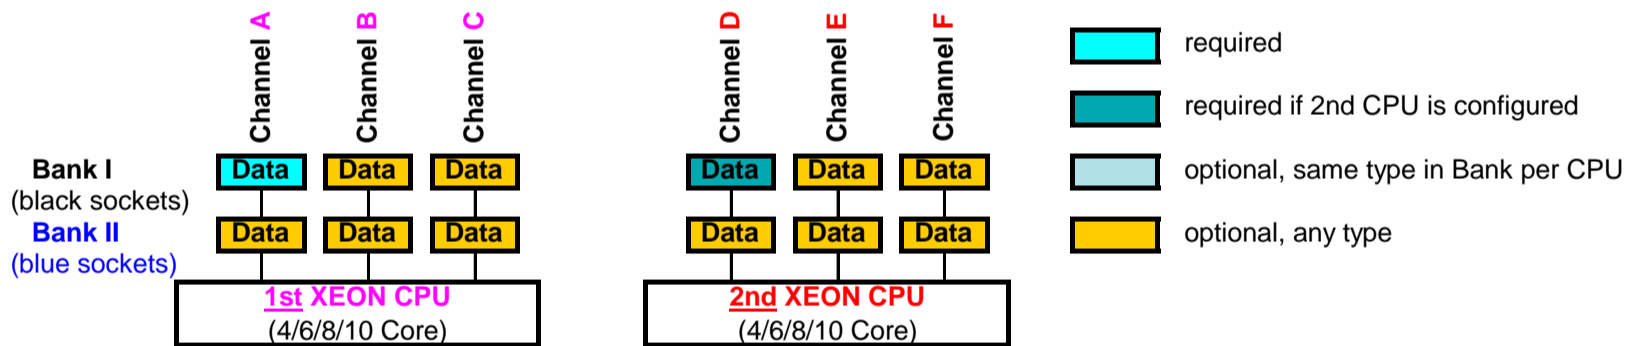 Channel A
Channel B
Channel C
Channel D
Channel E
Channel F
required
required if 2nd CPU is configured
Bank I
(black sockets)
Data Data Data Data Data Data
optional, same type in Bank per CPU
Bank II
(blue sockets)
Data Data Data Data Data Data
optional, any type
1st XEON CPU
(4/6/8/10 Core)
2nd XEON CPU
(4/6/8/10 Core)